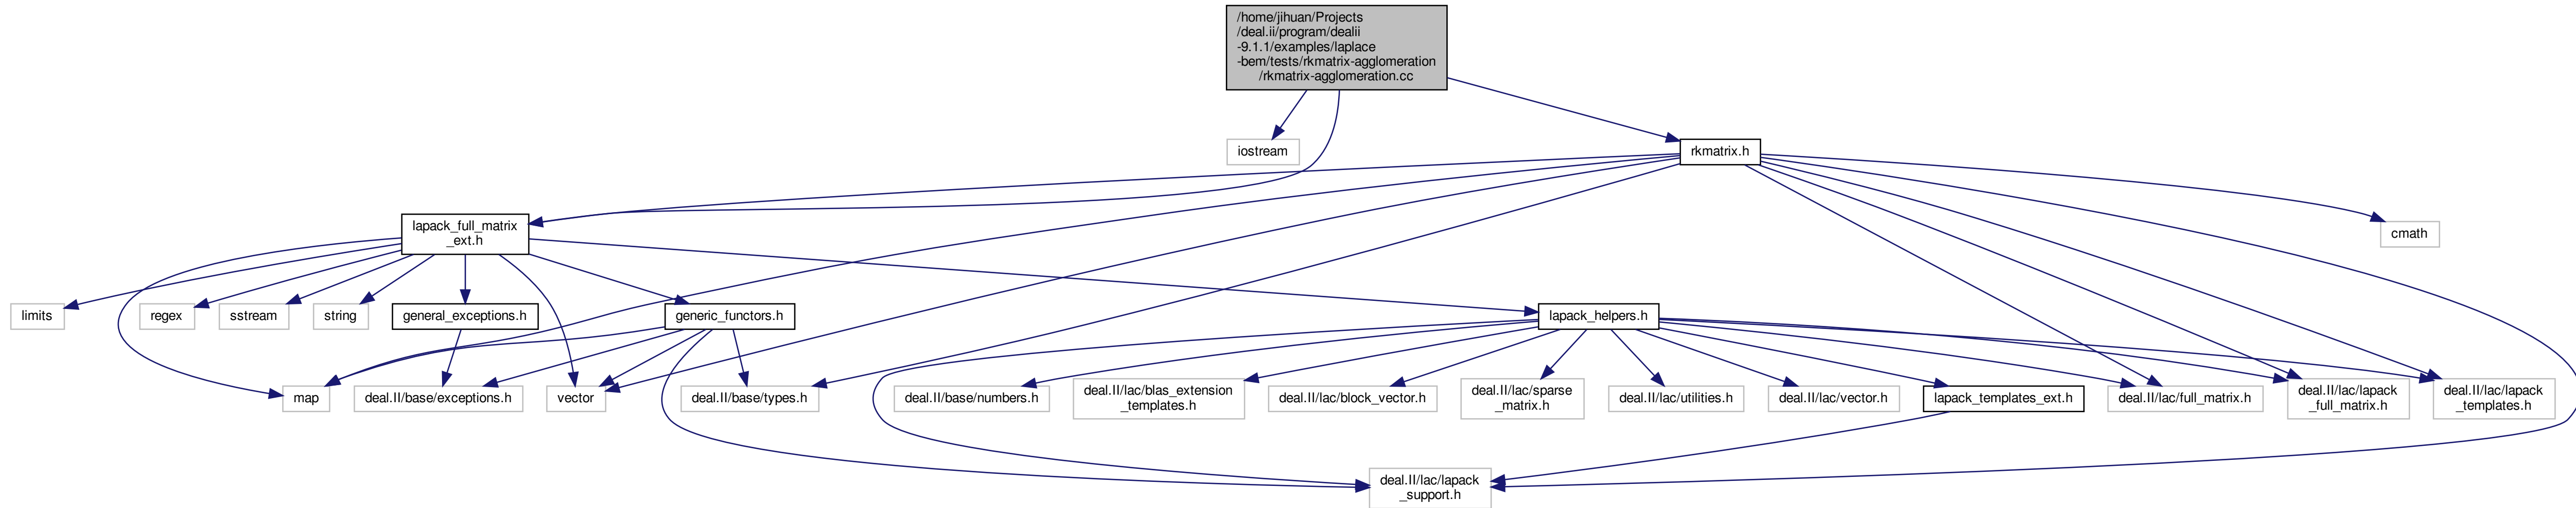 /home/jihuan/Projects
/deal.ii/program/dealii
-9.1.1/examples/laplace
-bem/tests/rkmatrix-agglomeration
/rkmatrix-agglomeration.cc
iostream
rkmatrix.h
lapack_full_matrix
_ext.h
cmath
limits
regex
sstream
string
general_exceptions.h
generic_functors.h
lapack_helpers.h
map
deal.II/base/exceptions.h
vector
deal.II/base/types.h
deal.II/base/numbers.h
deal.II/lac/blas_extension
_templates.h
deal.II/lac/block_vector.h
deal.II/lac/sparse
_matrix.h
deal.II/lac/utilities.h
deal.II/lac/vector.h
lapack_templates_ext.h
deal.II/lac/full_matrix.h
deal.II/lac/lapack
_full_matrix.h
deal.II/lac/lapack
_templates.h
deal.II/lac/lapack
_support.h